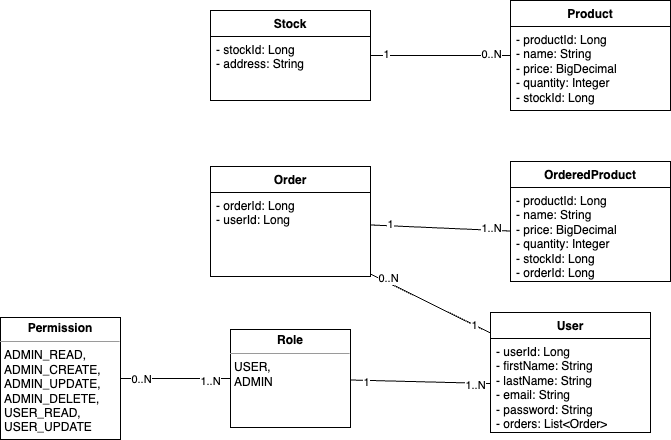 Stock
- stockId: Long
- address: String
1
0..N
Product
- productId: Long
- name: String
- price: BigDecimal
- quantity: Integer
- stockId: Long
Order
- orderId: Long
- userId: Long
1
1..N
OrderedProduct
- productId: Long
- name: String
- price: BigDecimal
- quantity: Integer
- stockId: Long
- orderId: Long
0..N
1
Permission
ADMIN_READ,
ADMIN_CREATE,
ADMIN_UPDATE,
ADMIN_DELETE,
USER_READ,
USER_UPDATE
0..N
1..N
Role
USER,
ADMIN
1
1..N
User
- userId: Long
- firstName: String
- lastName: String
- email: String
- password: String
- orders: List<Order>